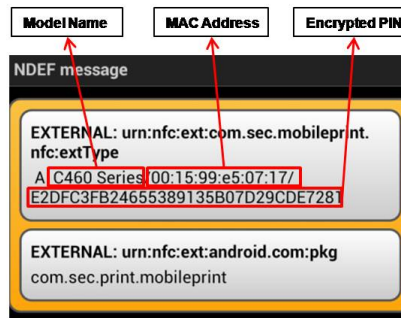 Model Name MAC Address Encrypted PIN
NDEF message
EXTERNAL: urn:nfc:ext:com.sec.mobileprint.
nfc:extType
A C460 Series/00:15:99:e5:07:17/
E2DFC3FB24655389135B07D29CDE7281
EXTERNAL: urn:nfc:ext:android.com:pkg
com.sec.print.mobileprint